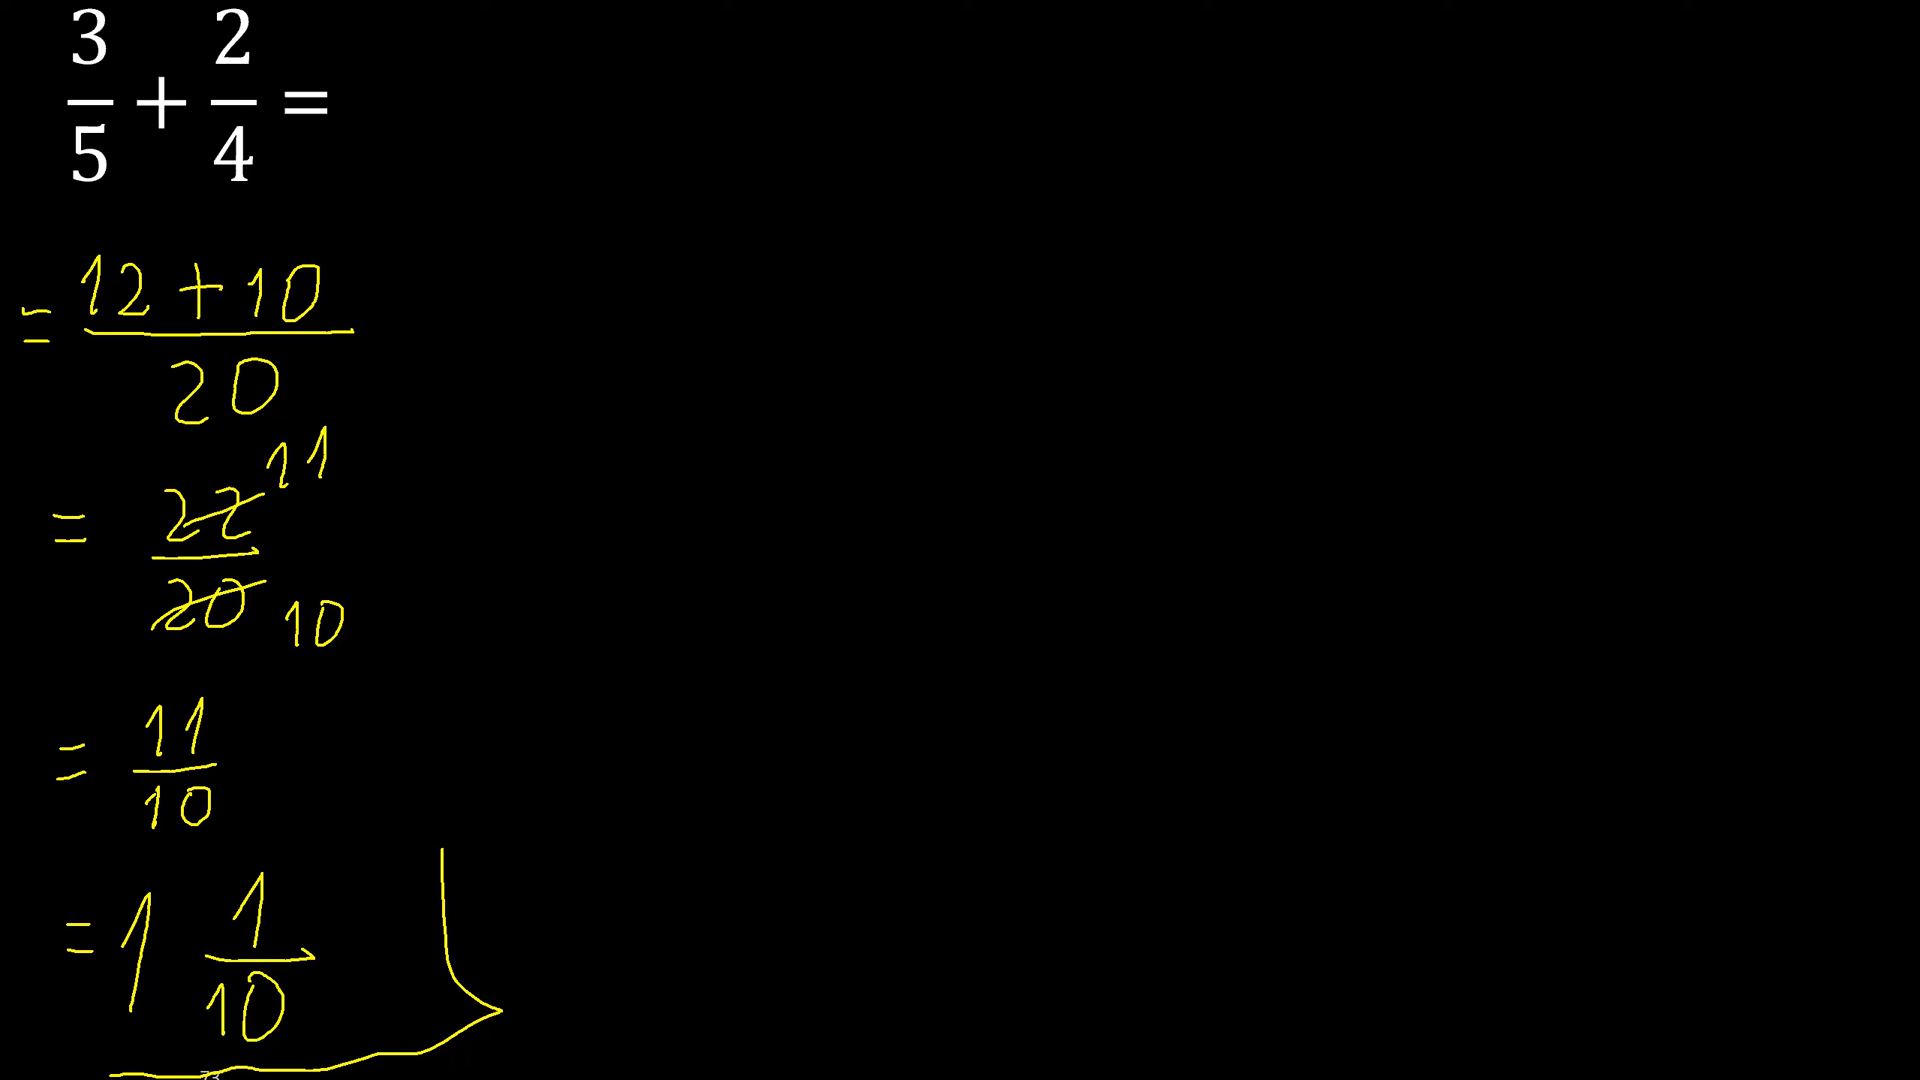 3/5 + 2/4 =
= 12 + 10 / 20
= 22/20 11 10
= 11/10
= 1 1/10